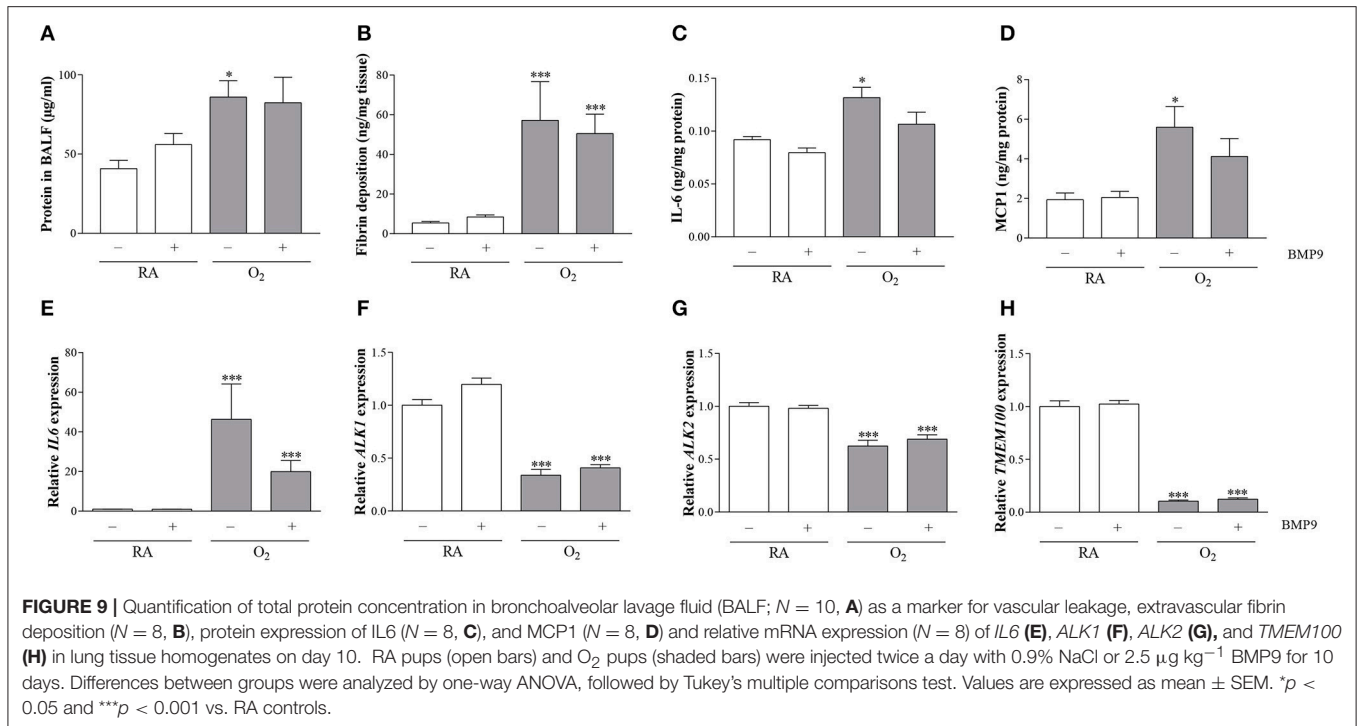 A
Protein in BALF (µg/ml)
100
50
0
*
– + – +
RA O2
B
Fibrin deposition (ng/mg tissue)
80
60
40
20
0
***
***
– + – +
RA O2
C
IL-6 (ng/mg protein)
0.15
0.10
0.05
0.00
*
– + – +
RA O2
D
MCP1 (ng/mg protein)
8
6
4
2
0
*
– + – +
BMP9
RA O2
E
Relative IL6 expression
80
60
40
20
0
***
***
– + – +
RA O2
F
Relative ALK1 expression
1.5
1.0
0.5
0.0
***
***
– + – +
RA O2
G
Relative ALK2 expression
1.5
1.0
0.5
0.0
***
***
– + – +
RA O2
H
Relative TMEM100 expression
1.5
1.0
0.5
0.0
***
***
– + – +
BMP9
RA O2
FIGURE 9 | Quantification of total protein concentration in bronchoalveolar lavage fluid (BALF; N = 10, A) as a marker for vascular leakage, extravascular fibrin
deposition (N = 8, B), protein expression of IL6 (N = 8, C), and MCP1 (N = 8, D) and relative mRNA expression (N = 8) of IL6 (E), ALK1 (F), ALK2 (G), and TMEM100
(H) in lung tissue homogenates on day 10. RA pups (open bars) and O2 pups (shaded bars) were injected twice a day with 0.9% NaCl or 2.5 µg kg−1 BMP9 for 10
days. Differences between groups were analyzed by one-way ANOVA, followed by Tukey's multiple comparisons test. Values are expressed as mean ± SEM. *p <
0.05 and ***p < 0.001 vs. RA controls.